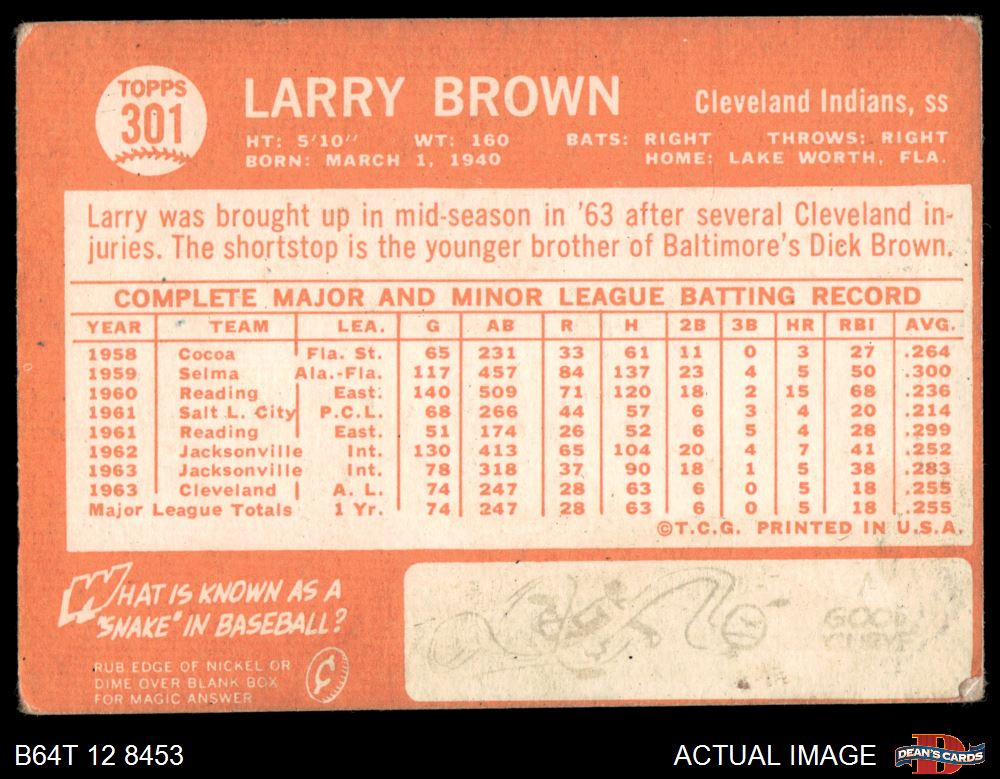 TOPPS
301
LARRY BROWN
Cleveland Indians, ss
HT: 5'10" WT: 160 BATS: RIGHT THROWS: RIGHT
BORN: MARCH 1, 1940 HOME: LAKE WORTH, FLA.
Larry was brought up in mid-season in '63 after several Cleveland in-
juries. The shortstop is the younger brother of Baltimore's Dick Brown.
COMPLETE MAJOR AND MINOR LEAGUE BATTING RECORD
YEAR TEAM LEA. G AB R H 2B 3B HR RBI AVG.
1958 Cocoa Fla. St. 65 231 33 61 11 0 3 27 .264
1959 Selma Ala.-Fla. 117 457 84 137 23 4 5 50 .300
1960 Reading East. 140 509 71 120 18 2 15 68 .236
1961 Salt L. City P.C.L. 68 266 44 57 6 3 4 20 .214
1961 Reading East. 51 174 26 52 6 5 4 28 .299
1962 Jacksonville Int. 130 413 65 104 20 4 7 41 .252
1963 Jacksonville Int. 78 318 37 90 18 1 5 38 .283
1963 Cleveland A. L. 74 247 28 63 6 0 5 18 .255
Major League Totals 1 Yr. 74 247 28 63 6 0 5 18 .255
©T.C.G. PRINTED IN U.S.A.
WHAT IS KNOWN AS A
"SNAKE" IN BASEBALL?
RUB EDGE OF NICKEL OR
DIME OVER BLANK BOX
FOR MAGIC ANSWER
A
GOOD
CURVE
B64T 12 8453
ACTUAL IMAGE
DEAN'S CARDS